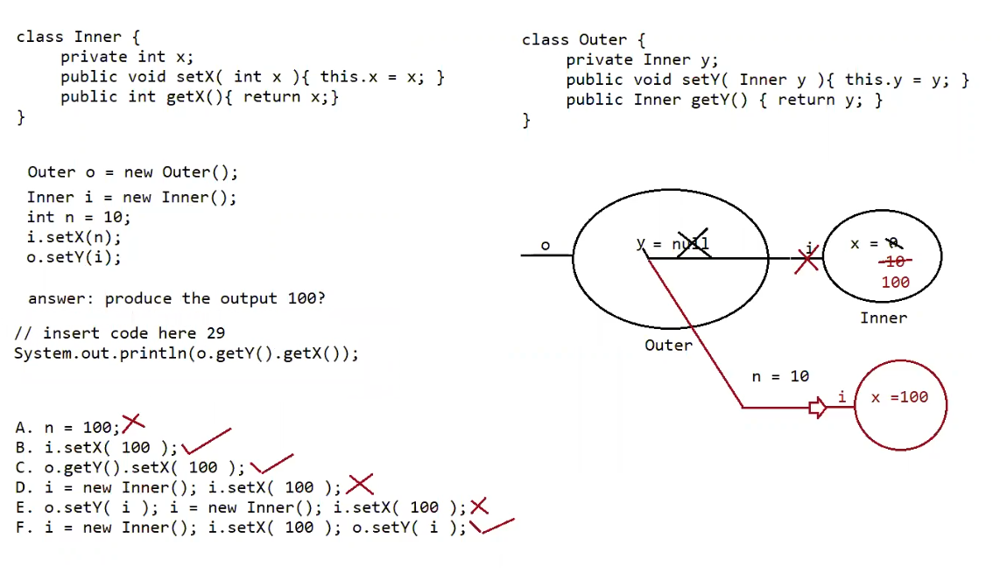 class Inner {
private int x;
public void setX( int x ){ this.x = x; }
public int getX(){ return x;}
}
class Outer {
private Inner y;
public void setY( Inner y ){ this.y = y; }
public Inner getY() { return y; }
}
Outer o = new Outer();
Inner i = new Inner();
int n = 10;
i.setX(n);
o.setY(i);
answer: produce the output 100?
// insert code here 29
System.out.println(o.getY().getX());
A. n = 100;
B. i.setX( 100 );
C. o.getY().setX( 100 );
D. i = new Inner(); i.setX( 100 );
E. o.setY( i ); i = new Inner(); i.setX( 100 );
F. i = new Inner(); i.setX( 100 ); o.setY( i );
o
y = null
i
x = 0
10
100
Inner
Outer
n = 10
i
x =100